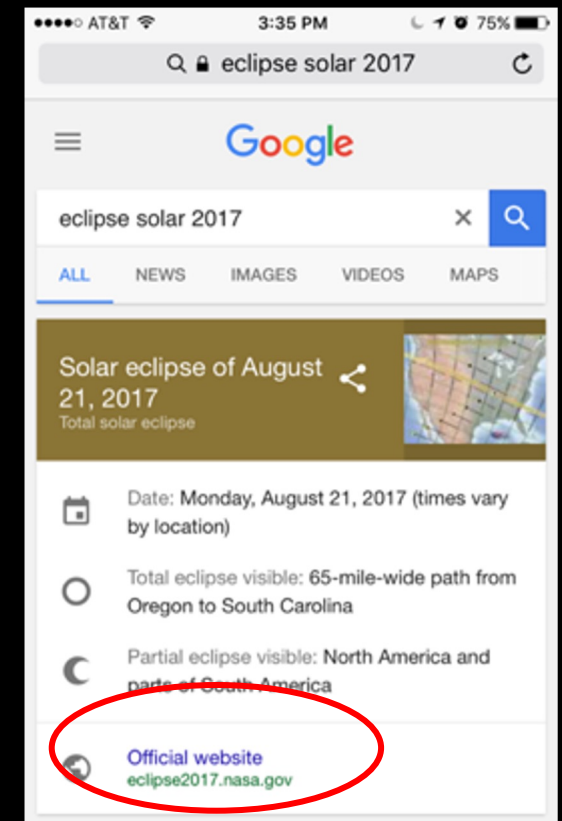 AT&T 3:35 PM 75%
eclipse solar 2017
Google
eclipse solar 2017
ALL NEWS IMAGES VIDEOS MAPS
Solar eclipse of August
21, 2017
Total solar eclipse
Date: Monday, August 21, 2017 (times vary
by location)
Total eclipse visible: 65-mile-wide path from
Oregon to South Carolina
Partial eclipse visible: North America and
parts of South America
Official website
eclipse2017.nasa.gov